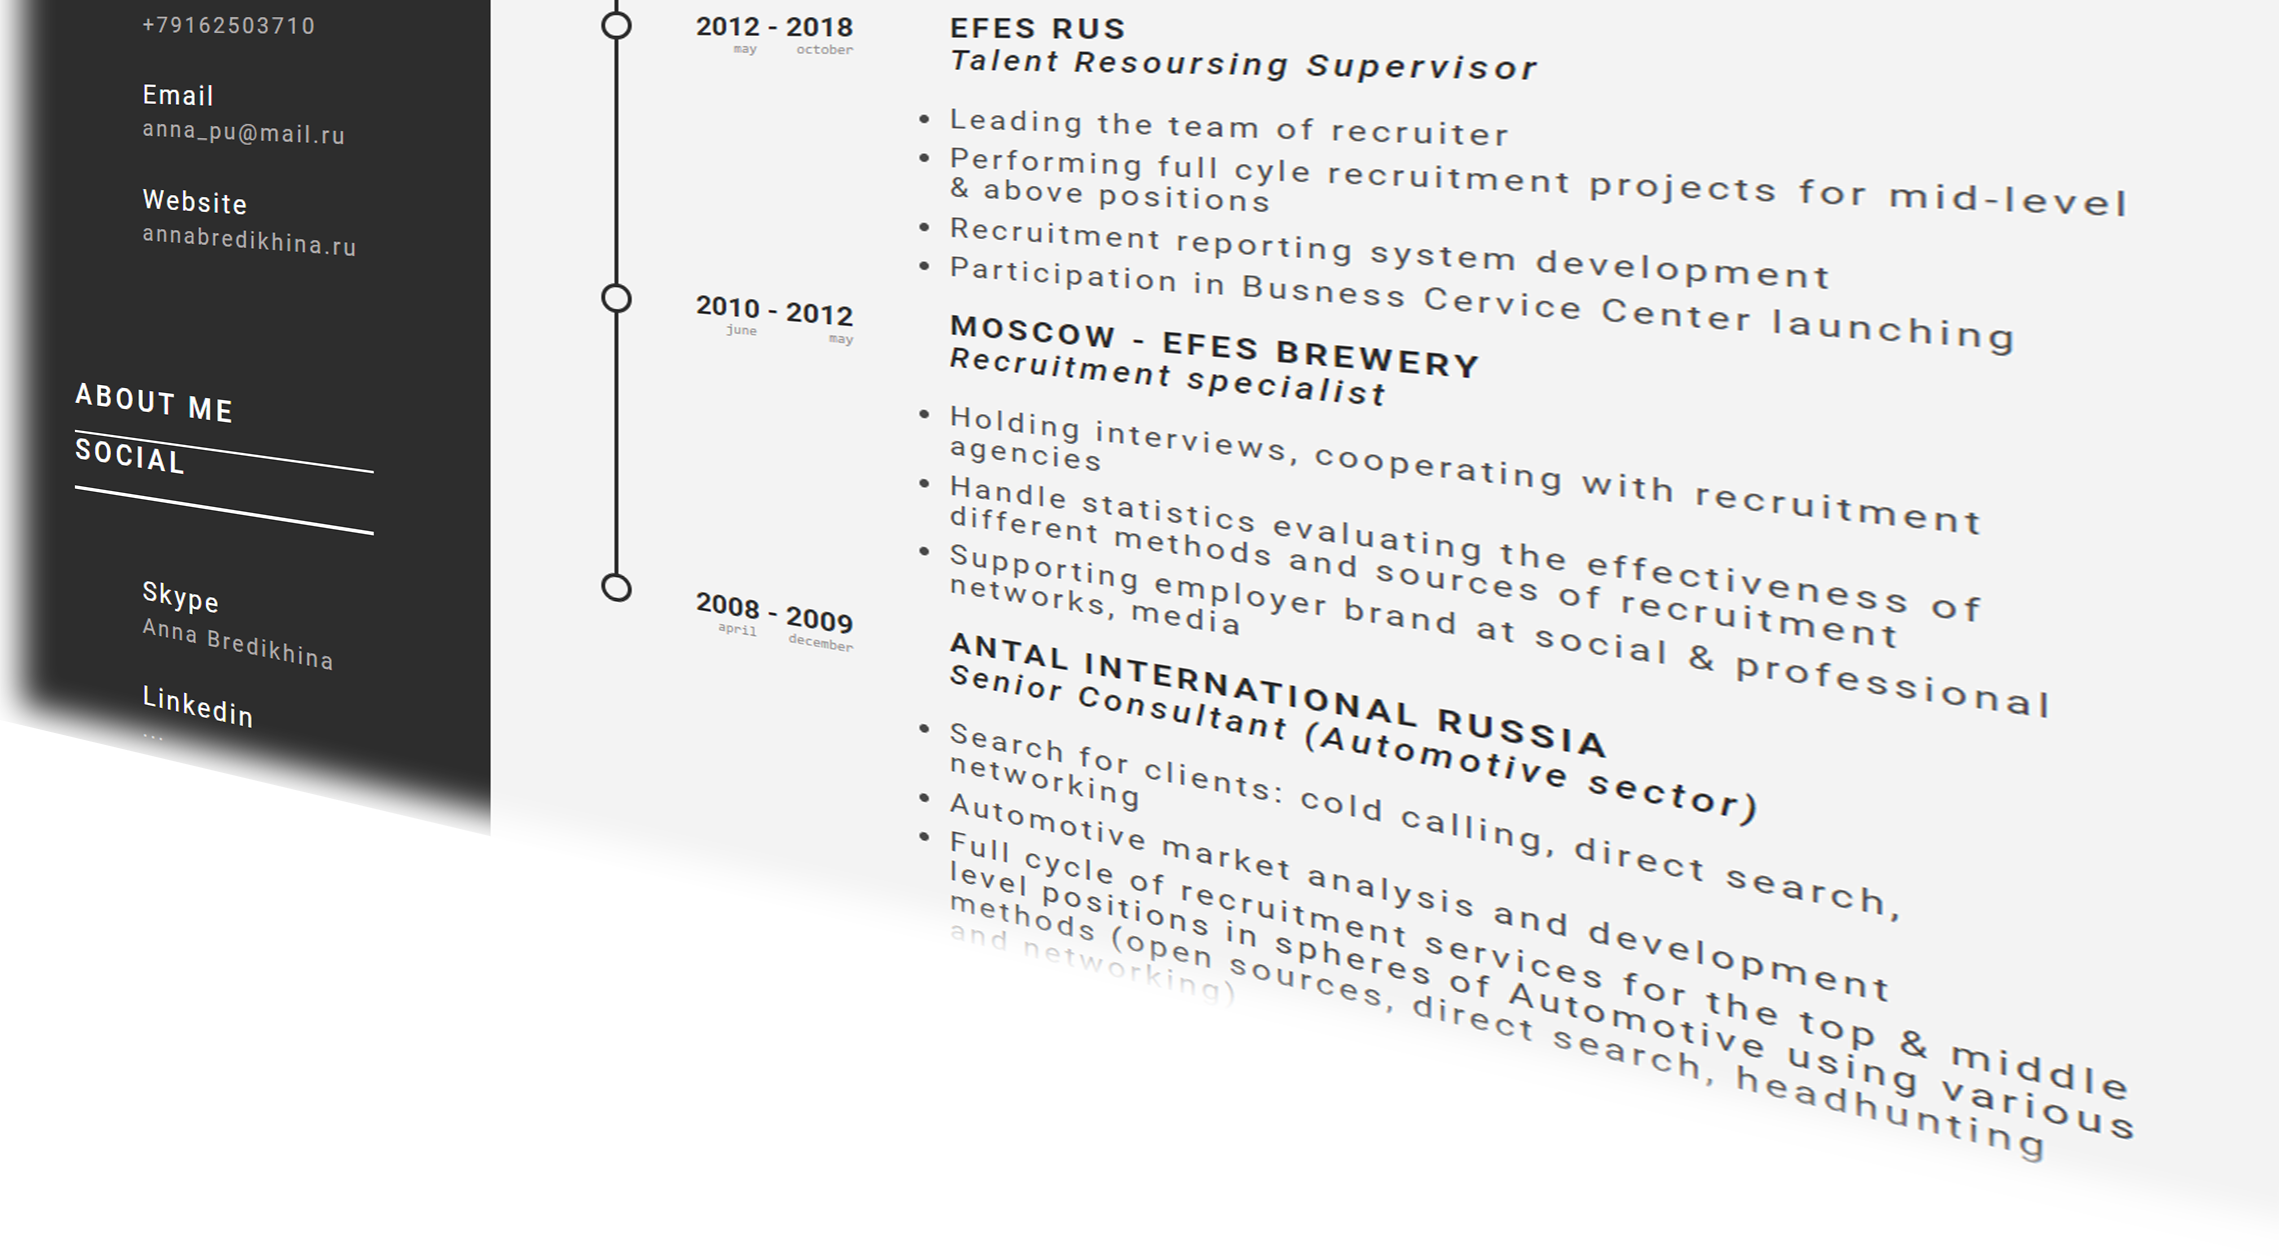 +79162503710
Email
anna_pu@mail.ru
Website
annabredikhina.ru
ABOUT ME
SOCIAL
Skype
Anna Bredikhina
Linkedin
...
2012 - 2018
may october
EFES RUS
Talent Resoursing Supervisor
• Leading the team of recruiter
• Performing full cyle recruitment projects for mid-level
& above positions
• Recruitment reporting system development
• Participation in Busness Cervice Center launching
2010 - 2012
june may
MOSCOW - EFES BREWERY
Recruitment specialist
• Holding interviews, cooperating with recruitment
agencies
• Handle statistics evaluating the effectiveness of
different methods and sources of recruitment
• Supporting employer brand at social & professional
networks, media
2008 - 2009
april december
ANTAL INTERNATIONAL RUSSIA
Senior Consultant (Automotive sector)
• Search for clients: cold calling, direct search,
networking
• Automotive market analysis and development
• Full cycle of recruitment services for the top & middle
level positions in spheres of Automotive using various
methods (open sources, direct search, headhunting
and networking)